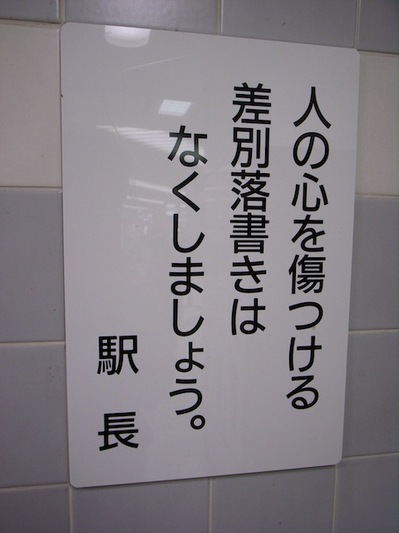 人の心を傷つける
差別落書きは
なくしましょう。
駅長